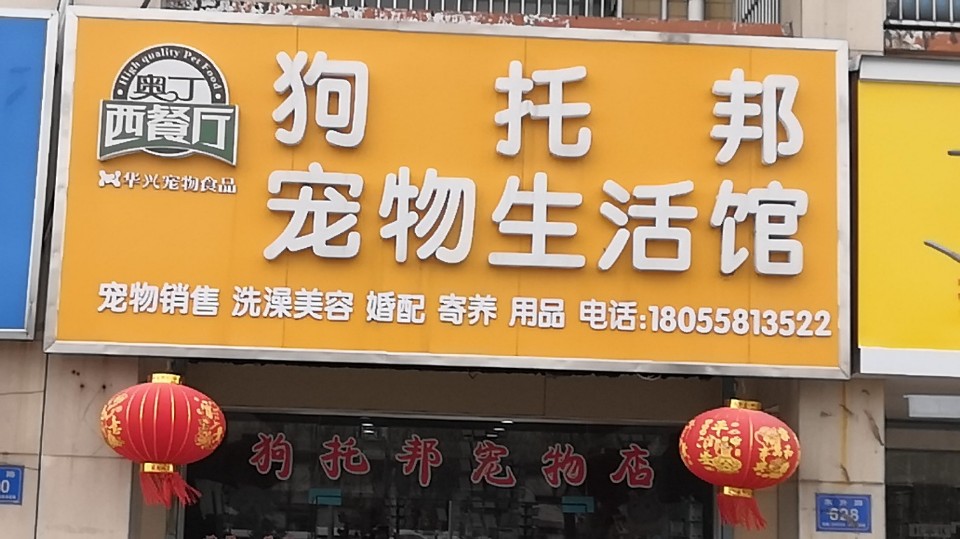 High quality Pet Food
奥丁
西餐厅
华兴宠物食品
狗托邦
宠物生活馆
宠物销售 洗澡美容 婚配 寄养 用品 电话:18055813522
狗托邦宠物店
628
0